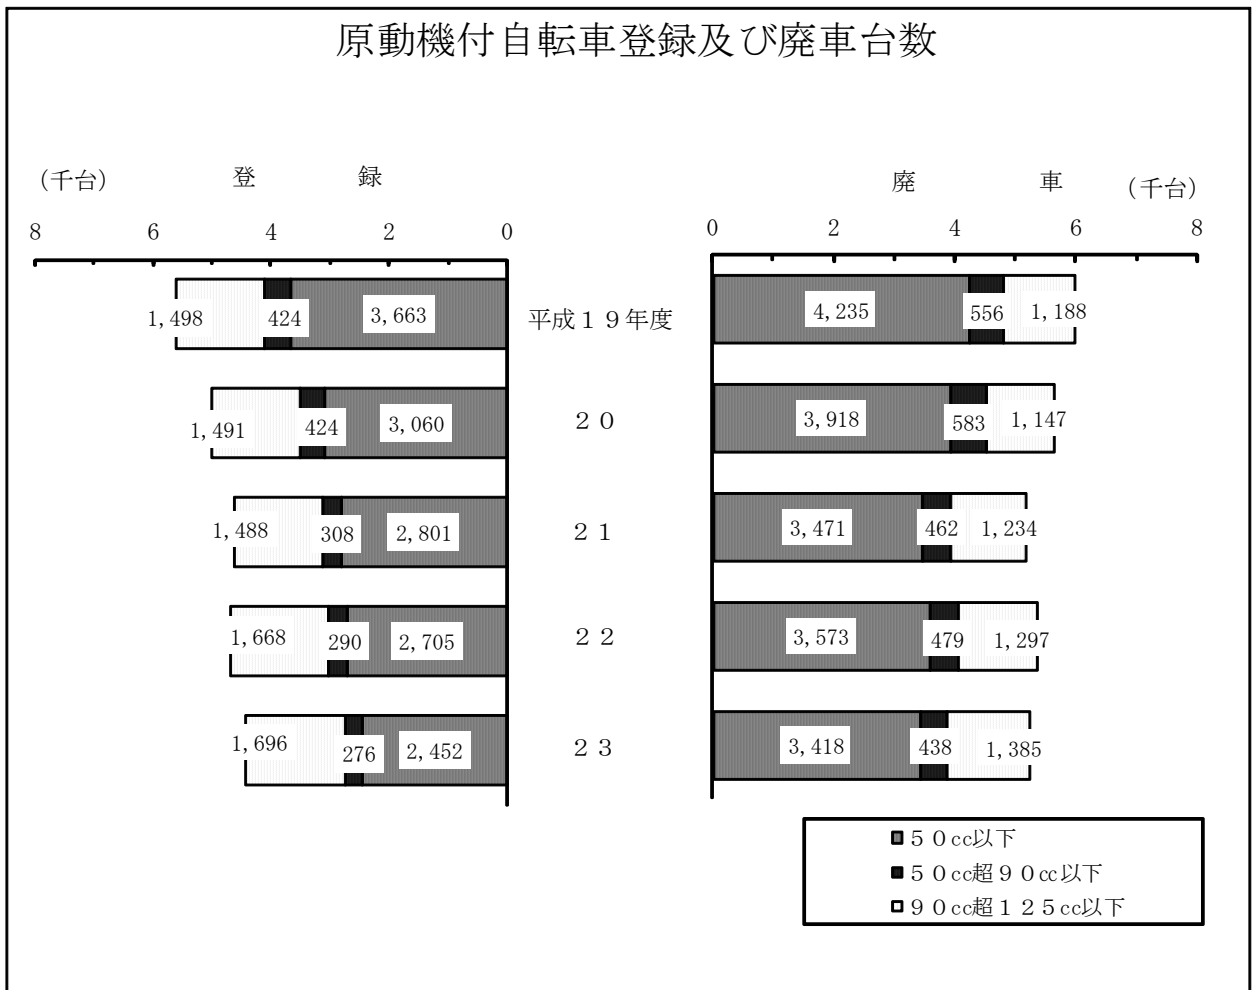 原動機付自転車登録及び廃車台数
(千台) 登 録
廃 車 (千台)
8 6 4 2 0
0 2 4 6 8
1,498 424 3,663 平成19年度 4,235 556 1,188
1,491 424 3,060 20 3,918 583 1,147
1,488 308 2,801 21 3,471 462 1,234
1,668 290 2,705 22 3,573 479 1,297
1,696 276 2,452 23 3,418 438 1,385
50cc以下
50cc超90cc以下
90cc超125cc以下